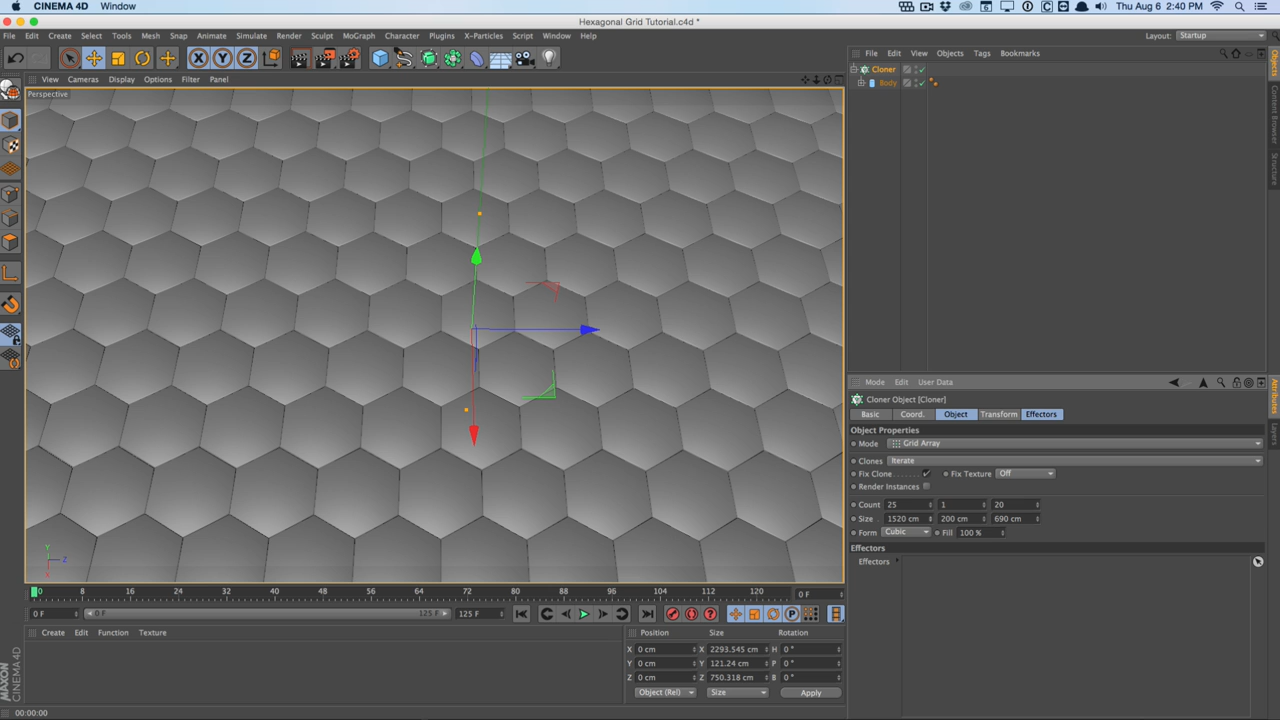 CINEMA 4D Window Thu Aug 6 2:40 PM
Hexagonal Grid Tutorial.c4d *
File Edit Create Select Tools Mesh Snap Animate Simulate Render Sculpt MoGraph Character Plugins X-Particles Script Window Help Layout: Startup
X Y Z
File Edit View Objects Tags Bookmarks
View Cameras Display Options Filter Panel
Perspective
Cloner
Body
Objects
Content Browser
Structure
Mode Edit User Data
Cloner Object [Cloner]
Basic Coord. Object Transform Effectors
Object Properties
Mode Grid Array
Clones Iterate
Fix Clone Fix Texture Off
Render Instances
Count 25 1 20
Size 1520 cm 200 cm 690 cm
Form Cubic Fill 100 %
Effectors
Effectors
Attributes
Layers
Y Z X
0 8 16 24 32 40 48 56 64 72 80 88 96 104 112 120 0 F
0 F 0 F 125 F 125 F
Create Edit Function Texture
Position Size Rotation
X 0 cm X 2293.545 cm H 0 °
Y 0 cm Y 121.24 cm P 0 °
Z 0 cm Z 750.318 cm B 0 °
Object (Rel) Size Apply
MAXON CINEMA 4D
00:00:00